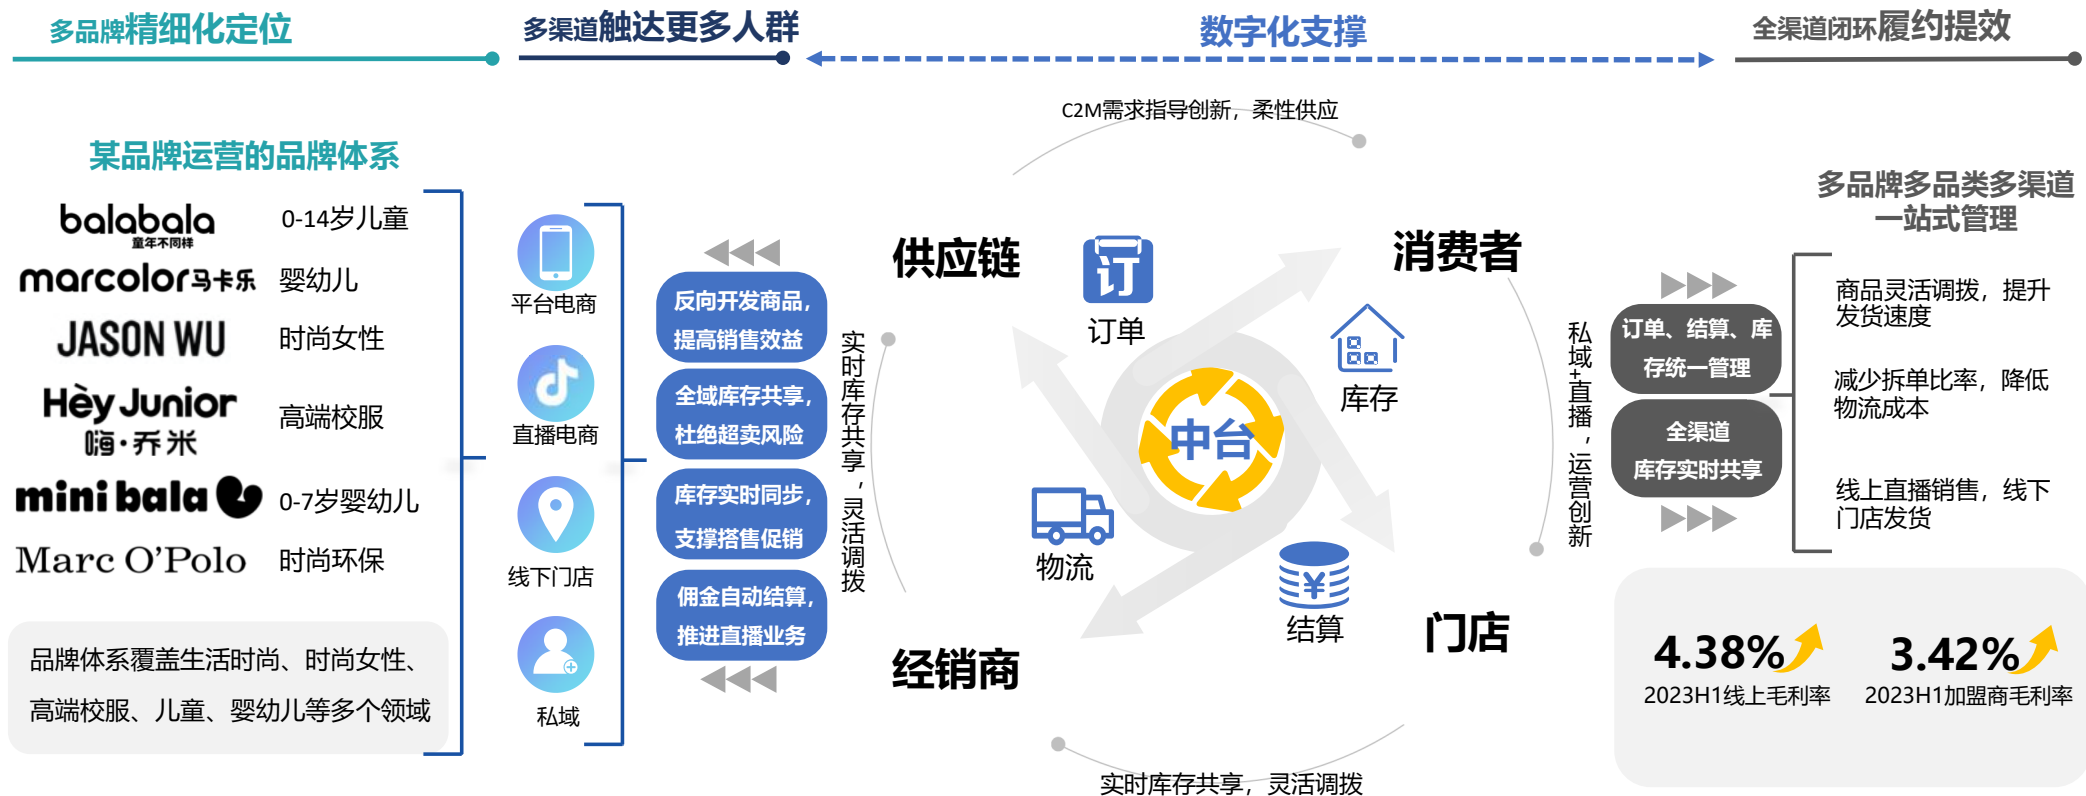 多品牌精细化定位
多渠道触达更多人群
数字化支撑
全渠道闭环履约提效
某品牌运营的品牌体系
balabala
童年不同样
0-14岁儿童
marcolor马卡乐
婴幼儿
JASON WU
时尚女性
Hèy Junior
嗨·乔米
高端校服
mini bala
0-7岁婴幼儿
Marc O'Polo
时尚环保
品牌体系覆盖生活时尚、时尚女性、
高端校服、儿童、婴幼儿等多个领域
平台电商
直播电商
线下门店
私域
反向开发商品，
提高销售效益
全域库存共享，
杜绝超卖风险
库存实时同步，
支撑搭售促销
佣金自动结算，
推进直播业务
实时库存共享，灵活调拨
C2M需求指导创新，柔性供应
供应链
消费者
订
订单
库存
中台
物流
¥
结算
经销商
门店
实时库存共享，灵活调拨
私域+直播，运营创新
订单、结算、库
存统一管理
全渠道
库存实时共享
多品牌多品类多渠道
一站式管理
商品灵活调拨，提升
发货速度
减少拆单比率，降低
物流成本
线上直播销售，线下
门店发货
4.38%
2023H1线上毛利率
3.42%
2023H1加盟商毛利率